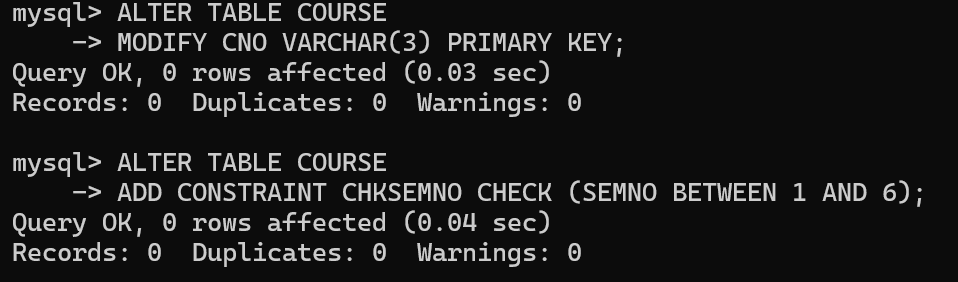 mysql> ALTER TABLE COURSE
    -> MODIFY CNO VARCHAR(3) PRIMARY KEY;
Query OK, 0 rows affected (0.03 sec)
Records: 0  Duplicates: 0  Warnings: 0

mysql> ALTER TABLE COURSE
    -> ADD CONSTRAINT CHKSEMNO CHECK (SEMNO BETWEEN 1 AND 6);
Query OK, 0 rows affected (0.04 sec)
Records: 0  Duplicates: 0  Warnings: 0